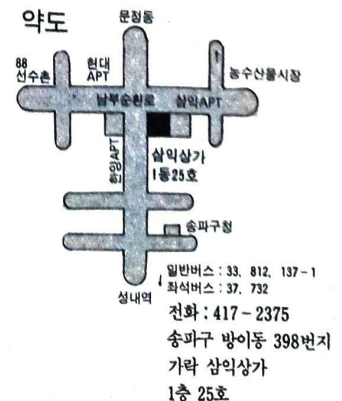 약도
문정동
88
선수촌
현대
APT
농수산물시장
남부순환로
삼익APT
한양APT
삼익상가
1동25호
송파구청
일반버스 : 33, 812, 137-1
좌석버스 : 37, 732
성내역
전화 : 417-2375
송파구 방이동 398번지
가락 삼익상가
1층 25호